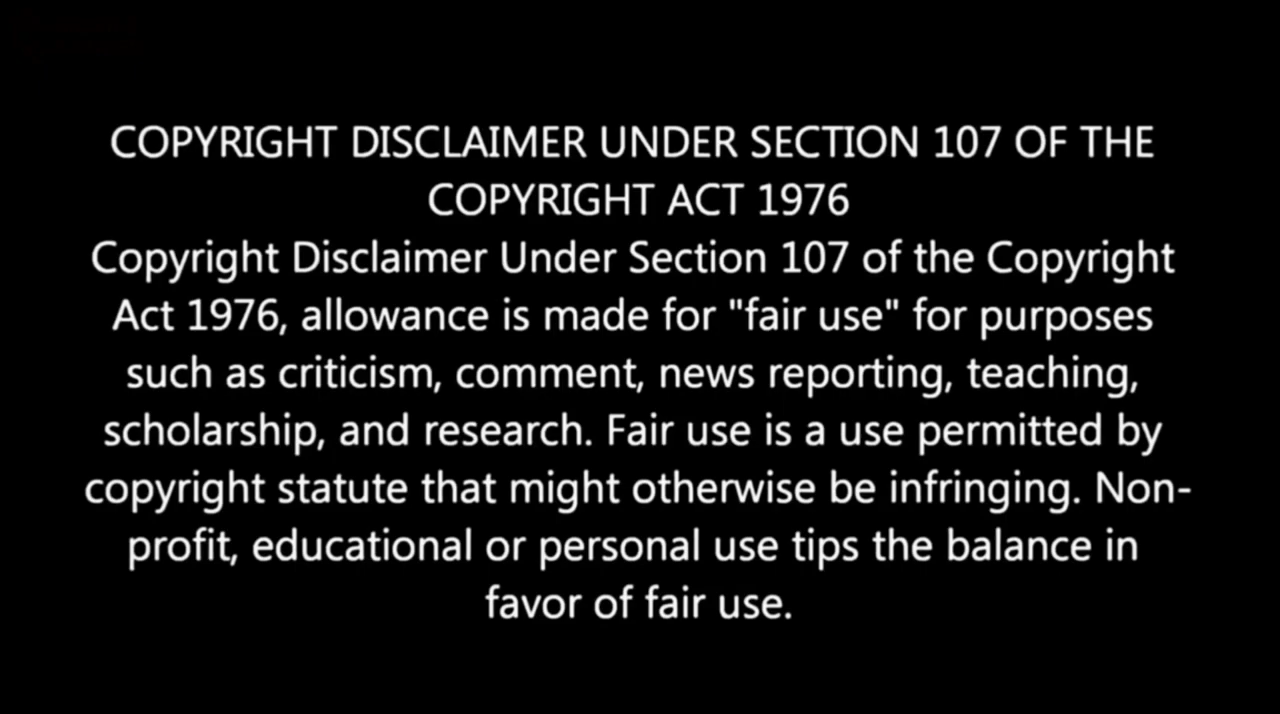 COPYRIGHT DISCLAIMER UNDER SECTION 107 OF THE
COPYRIGHT ACT 1976
Copyright Disclaimer Under Section 107 of the Copyright
Act 1976, allowance is made for "fair use" for purposes
such as criticism, comment, news reporting, teaching,
scholarship, and research. Fair use is a use permitted by
copyright statute that might otherwise be infringing. Non-
profit, educational or personal use tips the balance in
favor of fair use.